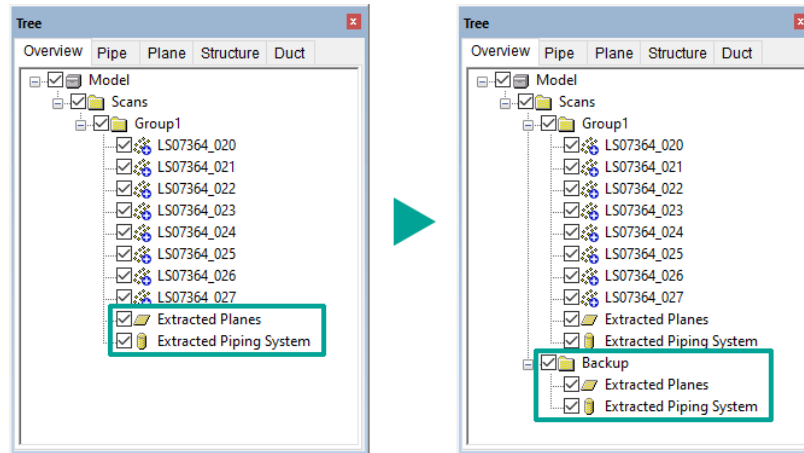 Tree
Overview Pipe Plane Structure Duct
Model
Scans
Group1
LS07364_020
LS07364_021
LS07364_022
LS07364_023
LS07364_024
LS07364_025
LS07364_026
LS07364_027
Extracted Planes
Extracted Piping System
Tree
Overview Pipe Plane Structure Duct
Model
Scans
Group1
LS07364_020
LS07364_021
LS07364_022
LS07364_023
LS07364_024
LS07364_025
LS07364_026
LS07364_027
Extracted Planes
Extracted Piping System
Backup
Extracted Planes
Extracted Piping System